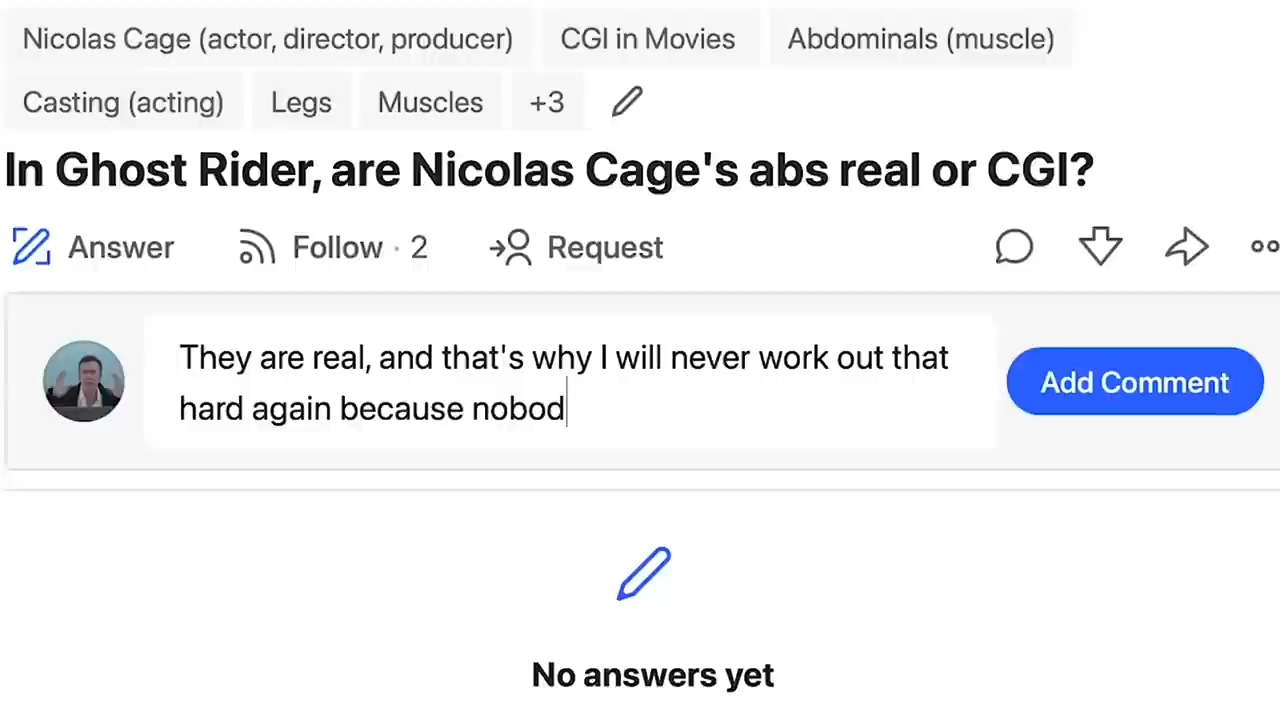 Nicolas Cage (actor, director, producer) CGI in Movies Abdominals (muscle)
Casting (acting) Legs Muscles +3
In Ghost Rider, are Nicolas Cage's abs real or CGI?
Answer Follow · 2 Request
They are real, and that's why I will never work out that
hard again because nobod
Add Comment
No answers yet